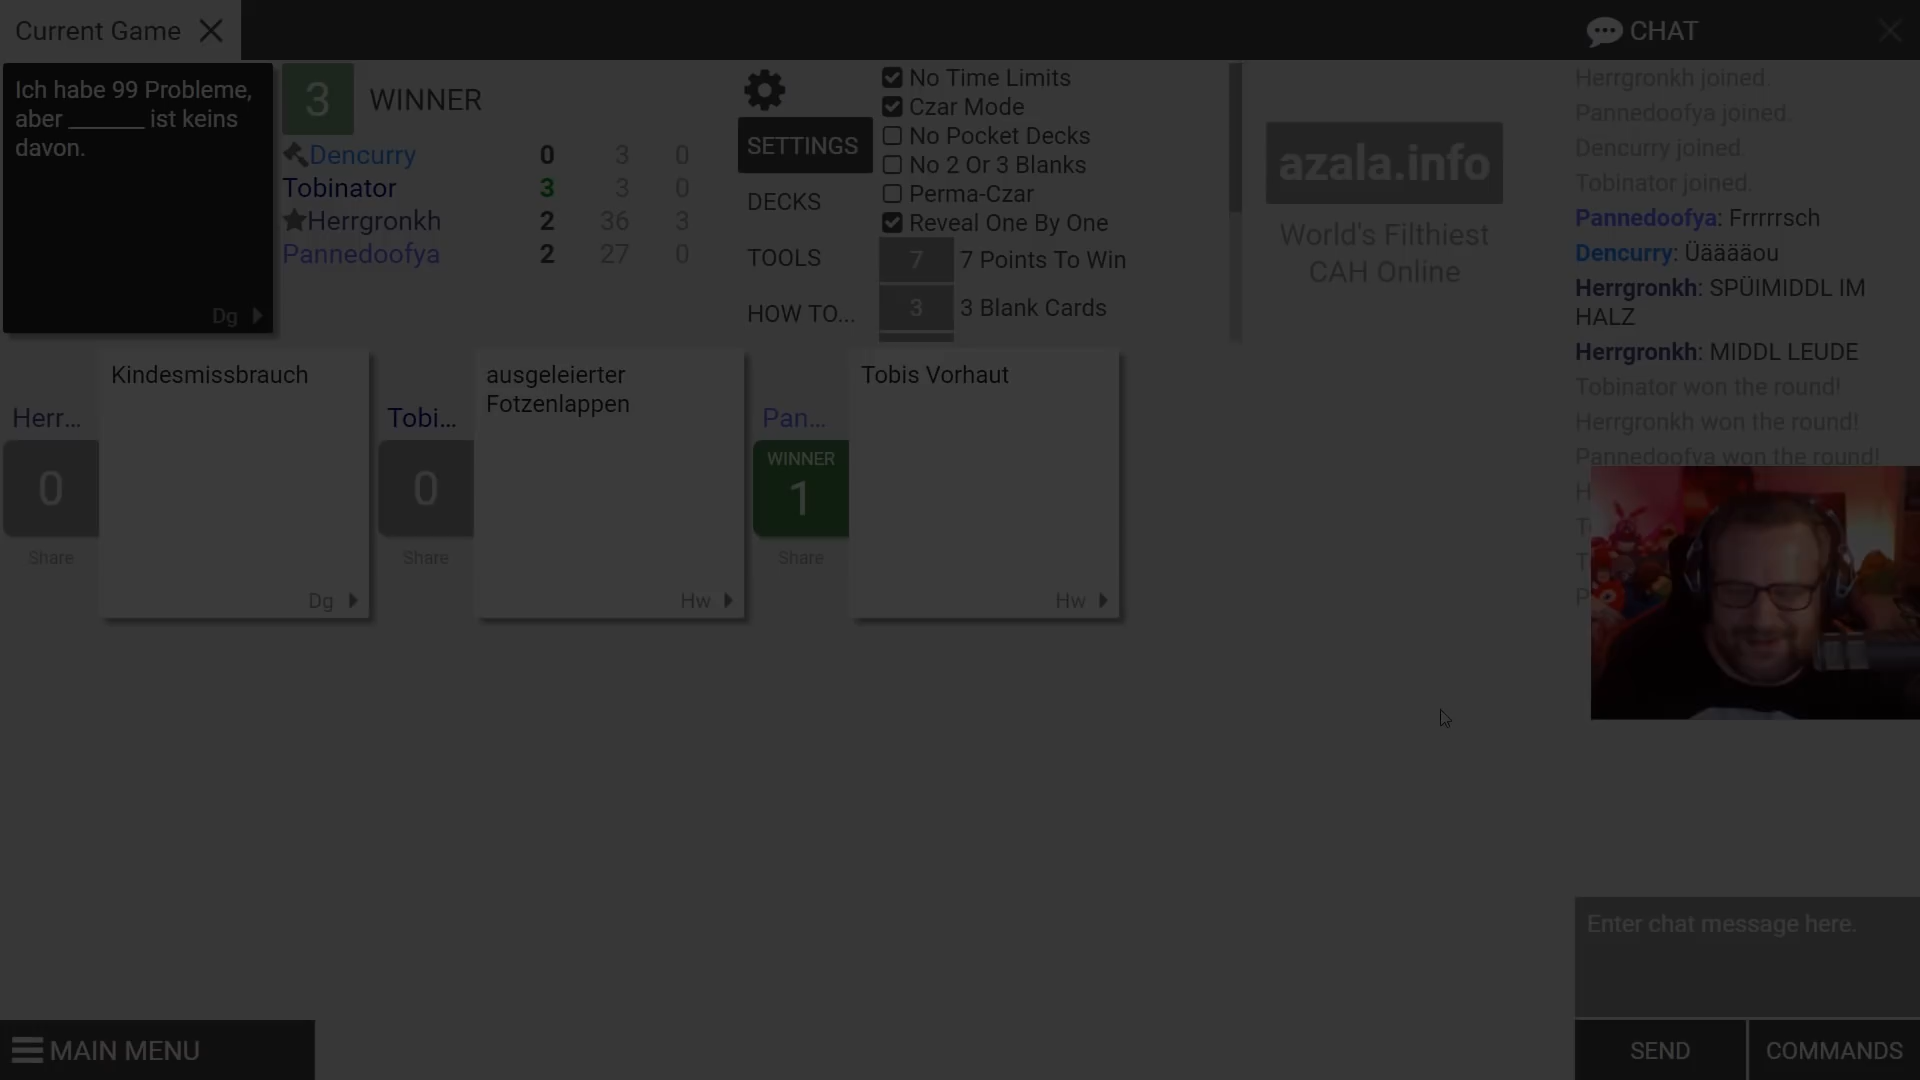 Current Game
CHAT
Ich habe 99 Probleme,
aber ______ ist keins
davon.
Dg
3 WINNER
Dencurry 0 3 0
Tobinator 3 3 0
Herrgronkh 2 36 3
Pannedoofya 2 27 0
SETTINGS
DECKS
TOOLS
HOW TO...
No Time Limits
Czar Mode
No Pocket Decks
No 2 Or 3 Blanks
Perma-Czar
Reveal One By One
7 7 Points To Win
3 3 Blank Cards
azala.info
World's Filthiest
CAH Online
Herrgronkh joined.
Pannedoofya joined.
Dencurry joined.
Tobinator joined.
Pannedoofya: Frrrrrsch
Dencurry: Üääääou
Herrgronkh: SPÜIMIDDL IM
HALZ
Herrgronkh: MIDDL LEUDE
Tobinator won the round!
Herrgronkh won the round!
Pannedoofya won the round!
Herr...
0
Share
Kindesmissbrauch
Dg
Tobi...
0
Share
ausgeleierter
Fotzenlappen
Hw
Pan...
WINNER
1
Share
Tobis Vorhaut
Hw
Enter chat message here.
MAIN MENU
SEND
COMMANDS